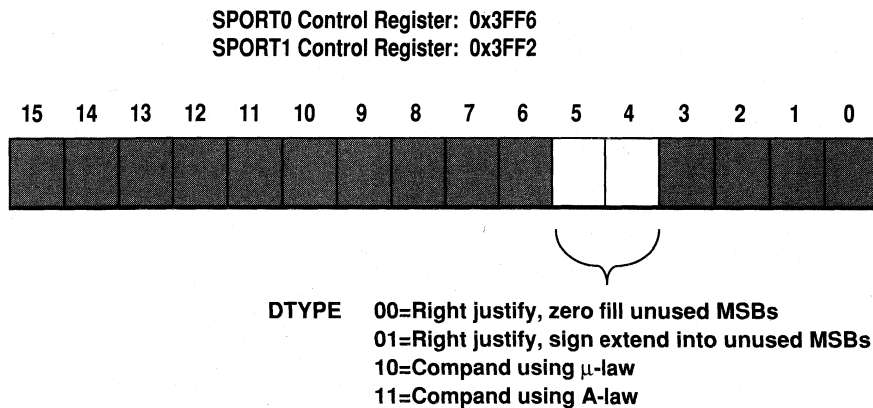 SPORT0 Control Register: 0x3FF6
SPORT1 Control Register: 0x3FF2
15 14 13 12 11 10 9 8 7 6 5 4 3 2 1 0
DTYPE 00=Right justify, zero fill unused MSBs
01=Right justify, sign extend into unused MSBs
10=Compand using μ-law
11=Compand using A-law